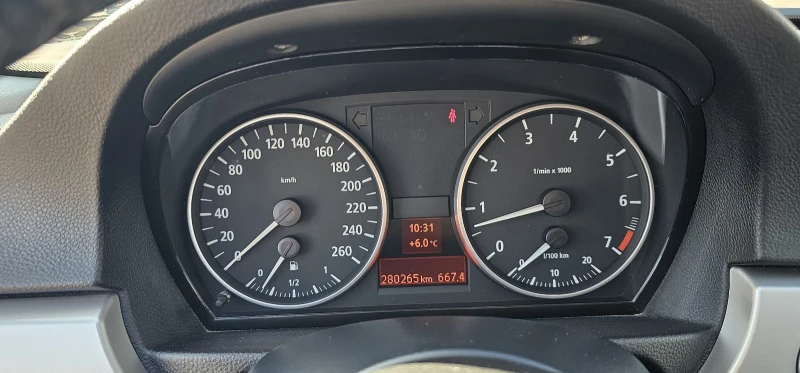 0 20 40 60 80 100 120 140 160 180 200 220 240 260
km/h
0 1/2 1
10:31
+6.0°C
280265 km 667.4
0 1 2 3 4 5 6 7
1/min x 1000
l/100 km
0 10 20